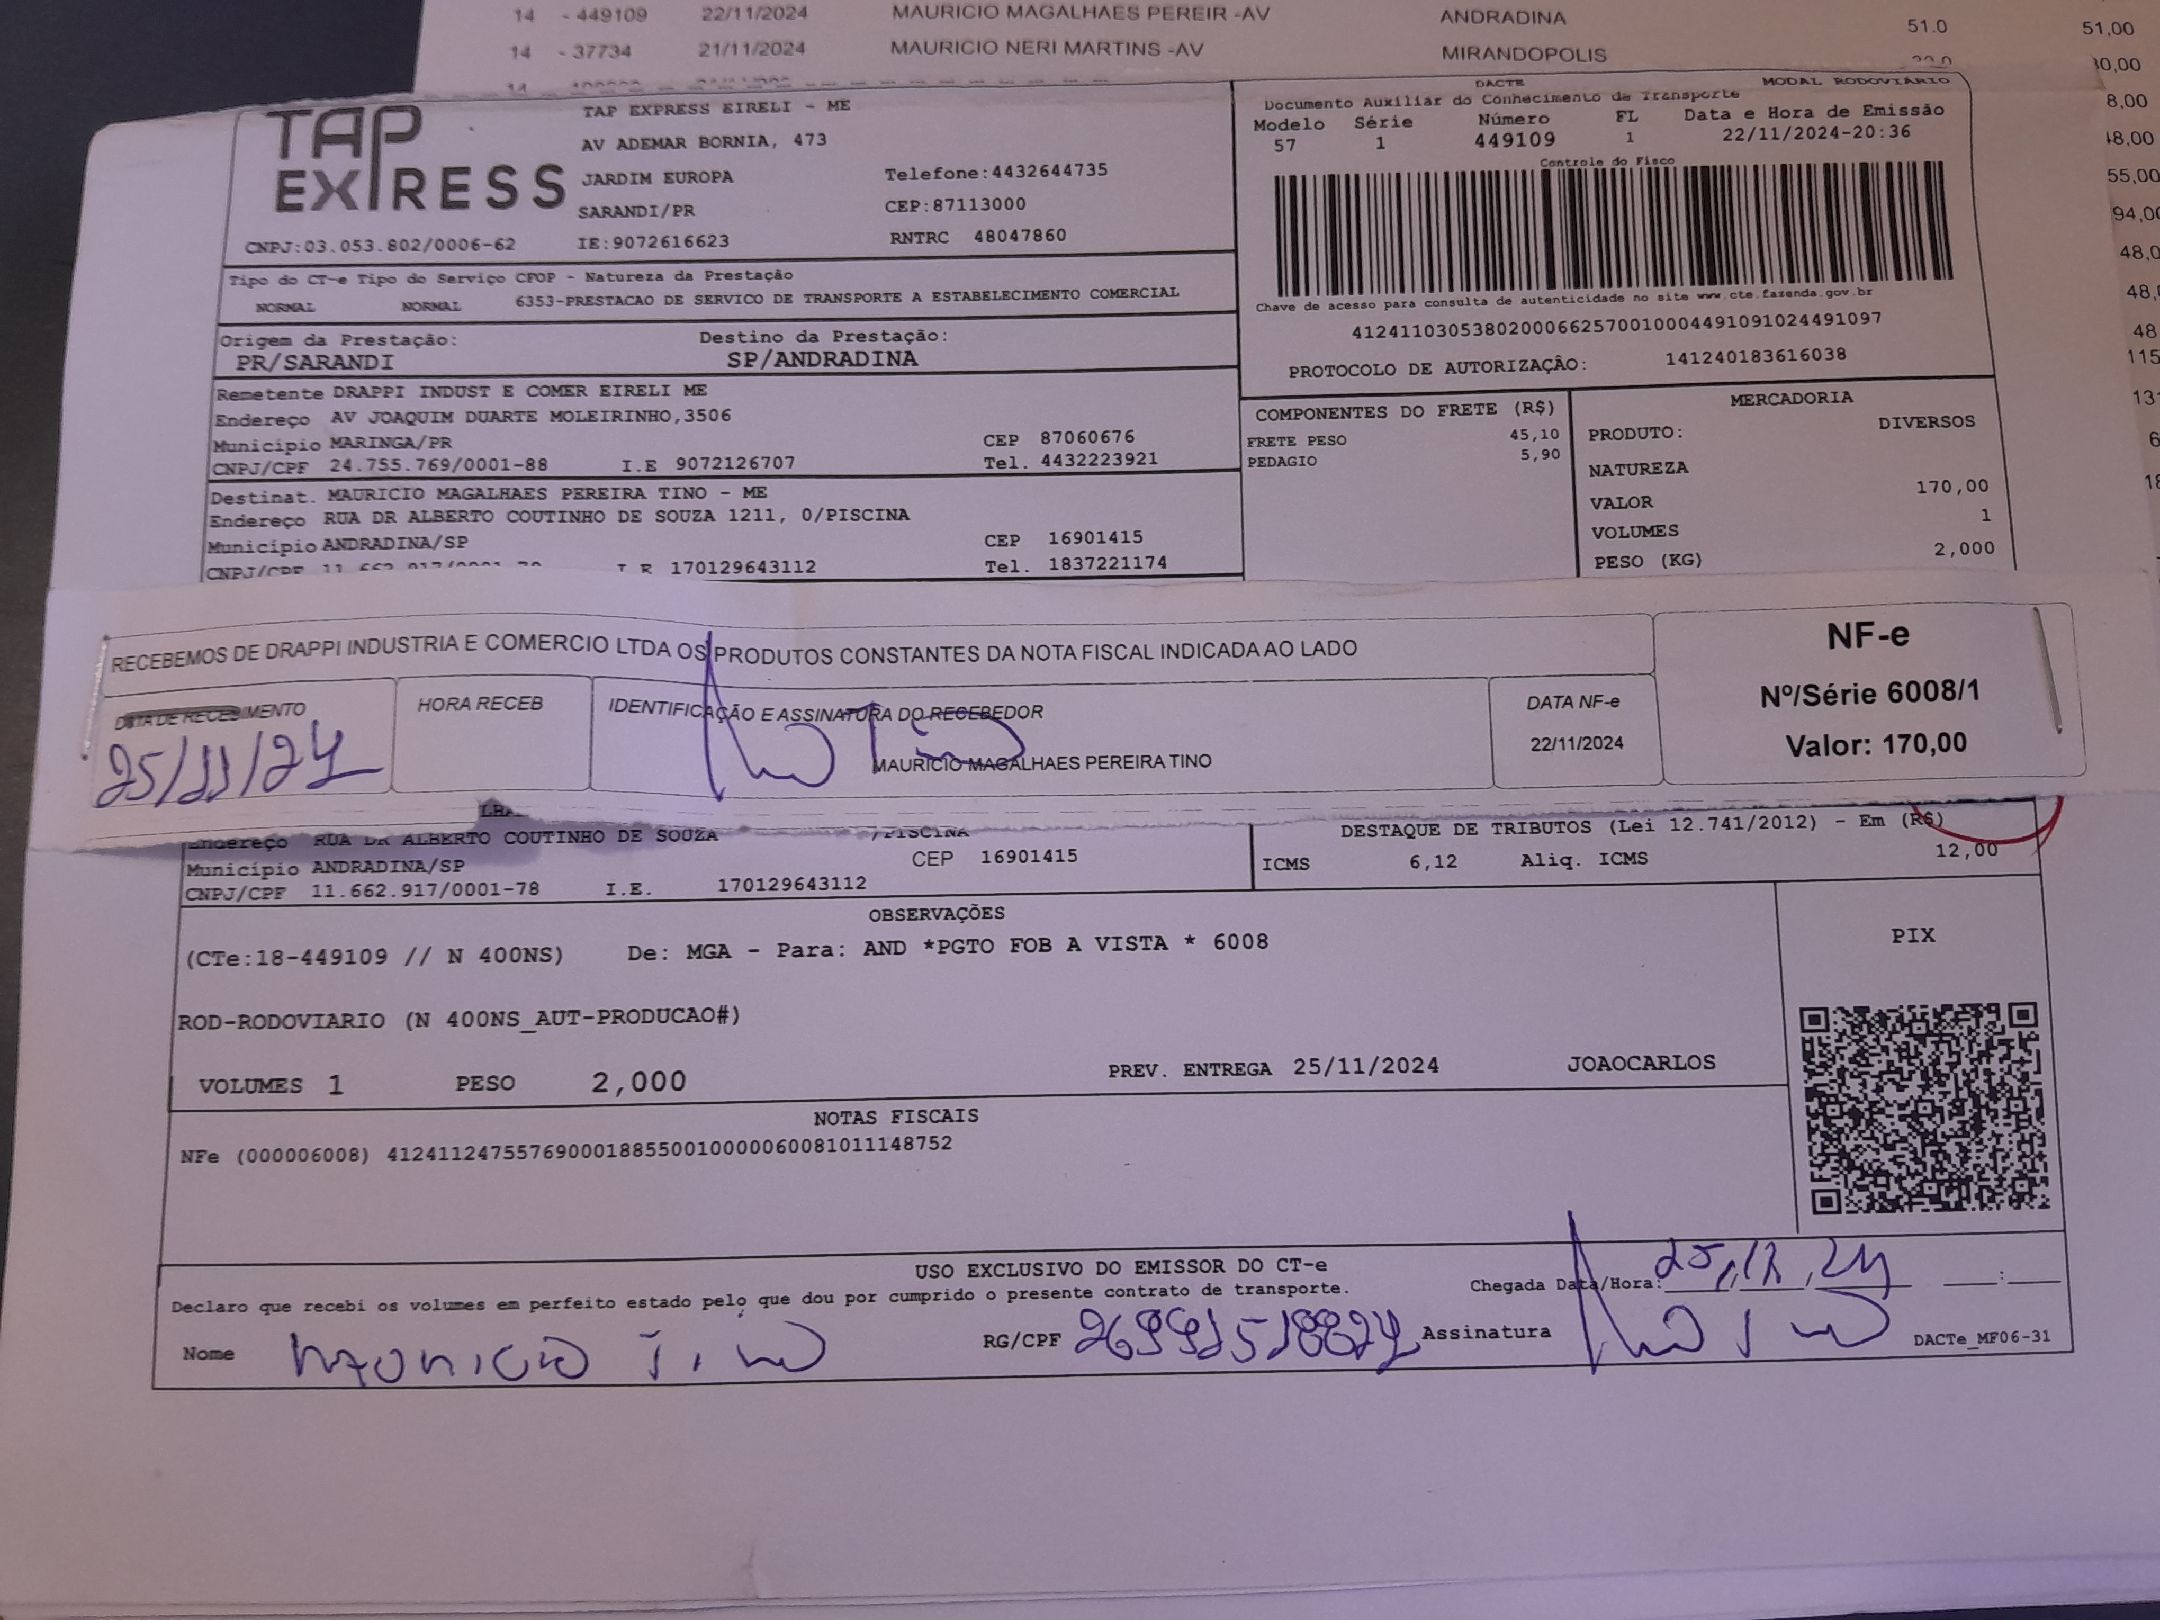 14 - 449109 22/11/2024 MAURICIO MAGALHAES PEREIR -AV ANDRADINA 51.0 51,00
14 - 37734 21/11/2024 MAURICIO NERI MARTINS -AV MIRANDOPOLIS
TAP EXPRESS
TAP EXPRESS EIRELI - ME
AV ADEMAR BORNIA, 473
JARDIM EUROPA Telefone:4432644735
SARANDI/PR CEP:87113000
CNPJ:03.053.802/0006-62 IE:9072616623 RNTRC 48047860
DACTE MODAL RODOVIÁRIO
Documento Auxiliar do Conhecimento de Transporte
Modelo Série Número FL Data e Hora de Emissão
57 1 449109 1 22/11/2024-20:36
Controle do Fisco
Chave de acesso para consulta de autenticidade no site www.cte.fazenda.gov.br
41241103053802000662570010004491091024491097
PROTOCOLO DE AUTORIZAÇÃO: 141240183616038
Tipo do CT-e Tipo do Serviço CFOP - Natureza da Prestação
NORMAL NORMAL 6353-PRESTACAO DE SERVICO DE TRANSPORTE A ESTABELECIMENTO COMERCIAL
Origem da Prestação: Destino da Prestação:
PR/SARANDI SP/ANDRADINA
Remetente DRAPPI INDUST E COMER EIRELI ME
Endereço AV JOAQUIM DUARTE MOLEIRINHO,3506
Município MARINGA/PR CEP 87060676
CNPJ/CPF 24.755.769/0001-88 I.E 9072126707 Tel. 4432223921
Destinat. MAURICIO MAGALHAES PEREIRA TINO - ME
Endereço RUA DR ALBERTO COUTINHO DE SOUZA 1211, 0/PISCINA
Município ANDRADINA/SP CEP 16901415
CNPJ/CPF 170129643112 Tel. 1837221174
COMPONENTES DO FRETE (R$)
FRETE PESO 45,10
PEDAGIO 5,90
MERCADORIA
PRODUTO: DIVERSOS
NATUREZA
VALOR 170,00
VOLUMES 1
PESO (KG) 2,000
RECEBEMOS DE DRAPPI INDUSTRIA E COMERCIO LTDA OS PRODUTOS CONSTANTES DA NOTA FISCAL INDICADA AO LADO
DATA DE RECEBIMENTO HORA RECEB IDENTIFICAÇÃO E ASSINATURA DO RECEBEDOR DATA NF-e
25/11/24 MAURICIO MAGALHAES PEREIRA TINO 22/11/2024
NF-e
Nº/Série 6008/1
Valor: 170,00
Endereço RUA DR ALBERTO COUTINHO DE SOUZA /PISCINA
Município ANDRADINA/SP CEP 16901415
CNPJ/CPF 11.662.917/0001-78 I.E. 170129643112
DESTAQUE DE TRIBUTOS (Lei 12.741/2012) - Em (R$)
ICMS 6,12 Aliq. ICMS 12,00
OBSERVAÇÕES
(CTe:18-449109 // N 400NS) De: MGA - Para: AND *PGTO FOB A VISTA * 6008
ROD-RODOVIARIO (N 400NS_AUT-PRODUCAO#)
VOLUMES 1 PESO 2,000 PREV. ENTREGA 25/11/2024 JOAOCARLOS
PIX
NOTAS FISCAIS
NFe (000006008) 41241124755769000188550010000060081011148752
USO EXCLUSIVO DO EMISSOR DO CT-e
Declaro que recebi os volumes em perfeito estado pelo que dou por cumprido o presente contrato de transporte. Chegada Data/Hora:
Nome Mauricio Tino RG/CPF 26991518824 Assinatura DACTe_MF06-31